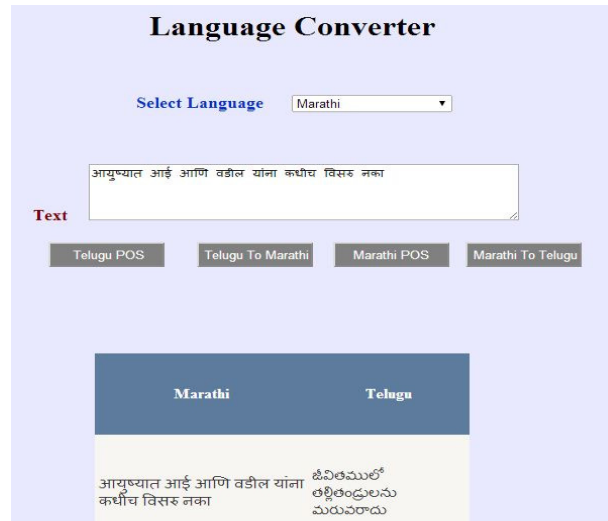 Language Converter
Select Language
Marathi
आयुष्यात आई आणि वडील यांना कधीच विसरु नका
Text
Telugu POS
Telugu To Marathi
Marathi POS
Marathi To Telugu
Marathi
Telugu
आयुष्यात आई आणि वडील यांना
कधीच विसरु नका
జీవితములో
తల్లితండ్రులను
మరువరాదు